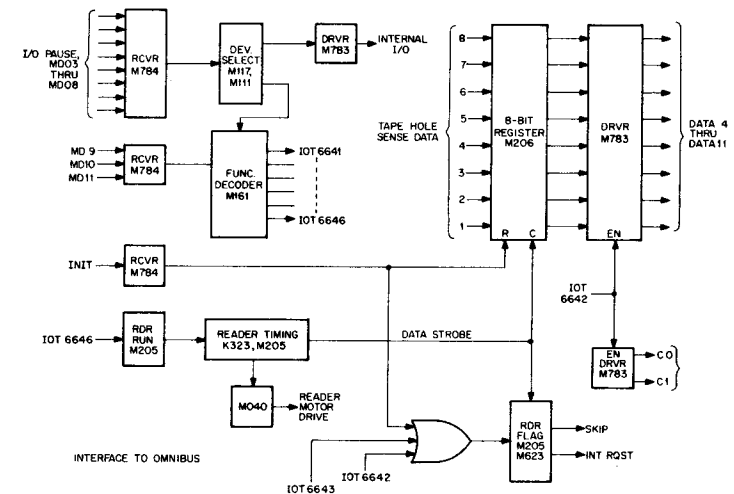 I/O PAUSE,
MD03
THRU
MD08
RCVR
M784
DEV.
SELECT
M117,
M111
DRVR
M783
INTERNAL
I/O
MD 9
MD10
MD11
RCVR
M784
FUNC.
DECODER
M161
IOT 6641
IOT 6646
INIT
RCVR
M784
IOT 6646
RDR
RUN
M205
READER TIMING
K323, M205
DATA STROBE
M040
READER
MOTOR
DRIVE
INTERFACE TO OMNIBUS
IOT 6643
IOT 6642
TAPE HOLE
SENSE DATA
8
7
6
5
4
3
2
1
8-BIT
REGISTER
M206
R C
DRVR
M783
EN
DATA 4
THRU
DATA 11
IOT
6642
EN
DRVR
M783
C0
C1
RDR
FLAG
M205
M623
SKIP
INT RQST